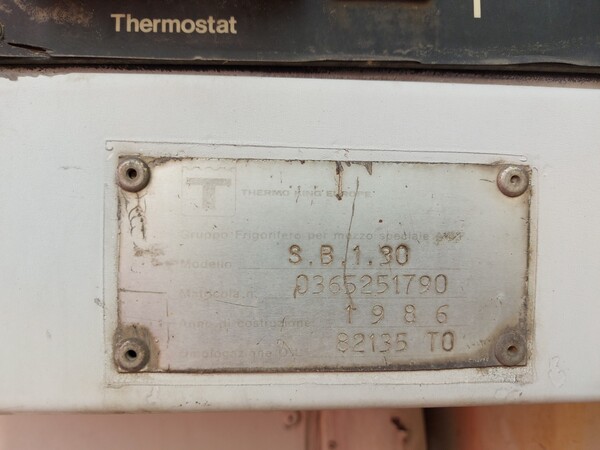 Thermostat
T THERMO KING EUROPE
Gruppo Frigorifero per mezzo speciale
Modello S.B.1.30
Matricola n. 0365251790
Anno di costruzione 1986
Omologazione 82135 TO